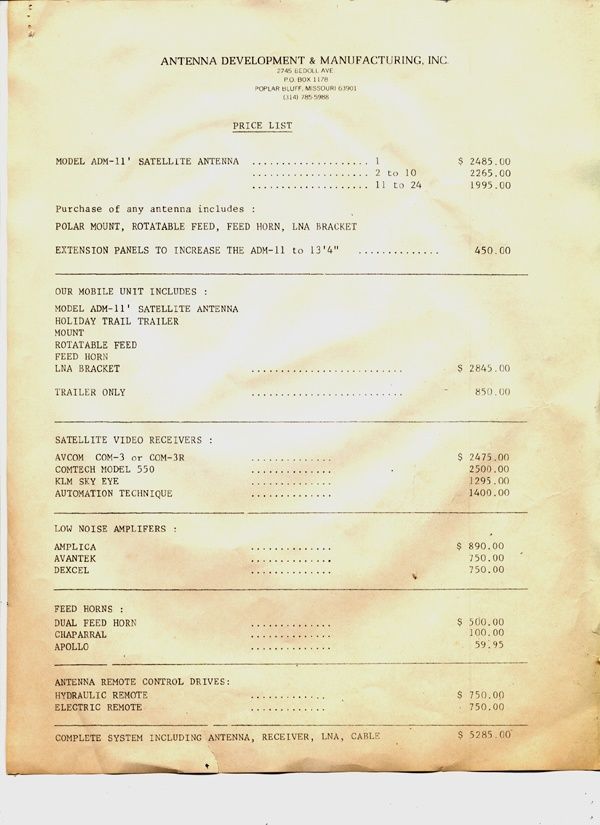 ANTENNA DEVELOPMENT & MANUFACTURING, INC.
2745 BEDOLL AVE
P.O. BOX 1178
POPLAR BLUFF, MISSOURI 63901
(314) 785-5988
PRICE LIST
MODEL ADM-11' SATELLITE ANTENNA .................... 1 $ 2485.00
.................... 2 to 10 2265.00
.................... 11 to 24 1995.00
Purchase of any antenna includes :
POLAR MOUNT, ROTATABLE FEED, FEED HORN, LNA BRACKET
EXTENSION PANELS TO INCREASE THE ADM-11 to 13'4" .............. 450.00
OUR MOBILE UNIT INCLUDES :
MODEL ADM-11' SATELLITE ANTENNA
HOLIDAY TRAIL TRAILER
MOUNT
ROTATABLE FEED
FEED HORN
LNA BRACKET .......................... $ 2845.00
TRAILER ONLY .......................... 850.00
SATELLITE VIDEO RECEIVERS :
AVCOM COM-3 or COM-3R .............. $ 2475.00
COMTECH MODEL 550 .............. 2500.00
KLM SKY EYE .............. 1295.00
AUTOMATION TECHNIQUE .............. 1400.00
LOW NOISE AMPLIFERS :
AMPLICA .............. $ 890.00
AVANTEK .............. 750.00
DEXCEL .............. 750.00
FEED HORNS :
DUAL FEED HORN .............. $ 500.00
CHAPARRAL .............. 100.00
APOLLO .............. 59.95
ANTENNA REMOTE CONTROL DRIVES:
HYDRAULIC REMOTE ............. $ 750.00
ELECTRIC REMOTE ............. 750.00
COMPLETE SYSTEM INCLUDING ANTENNA, RECEIVER, LNA, CABLE $ 5285.00